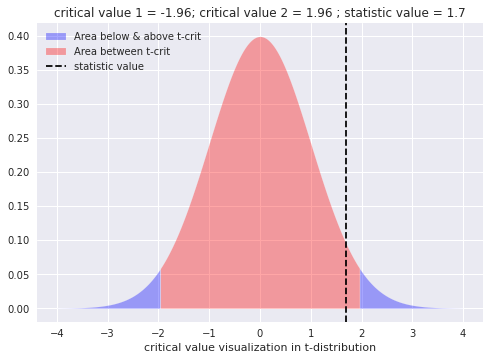 critical value 1 = -1.96; critical value 2 = 1.96 ; statistic value = 1.7
Area below & above t-crit
Area between t-crit
statistic value
0.40
0.35
0.30
0.25
0.20
0.15
0.10
0.05
0.00
−4 −3 −2 −1 0 1 2 3 4
critical value visualization in t-distribution